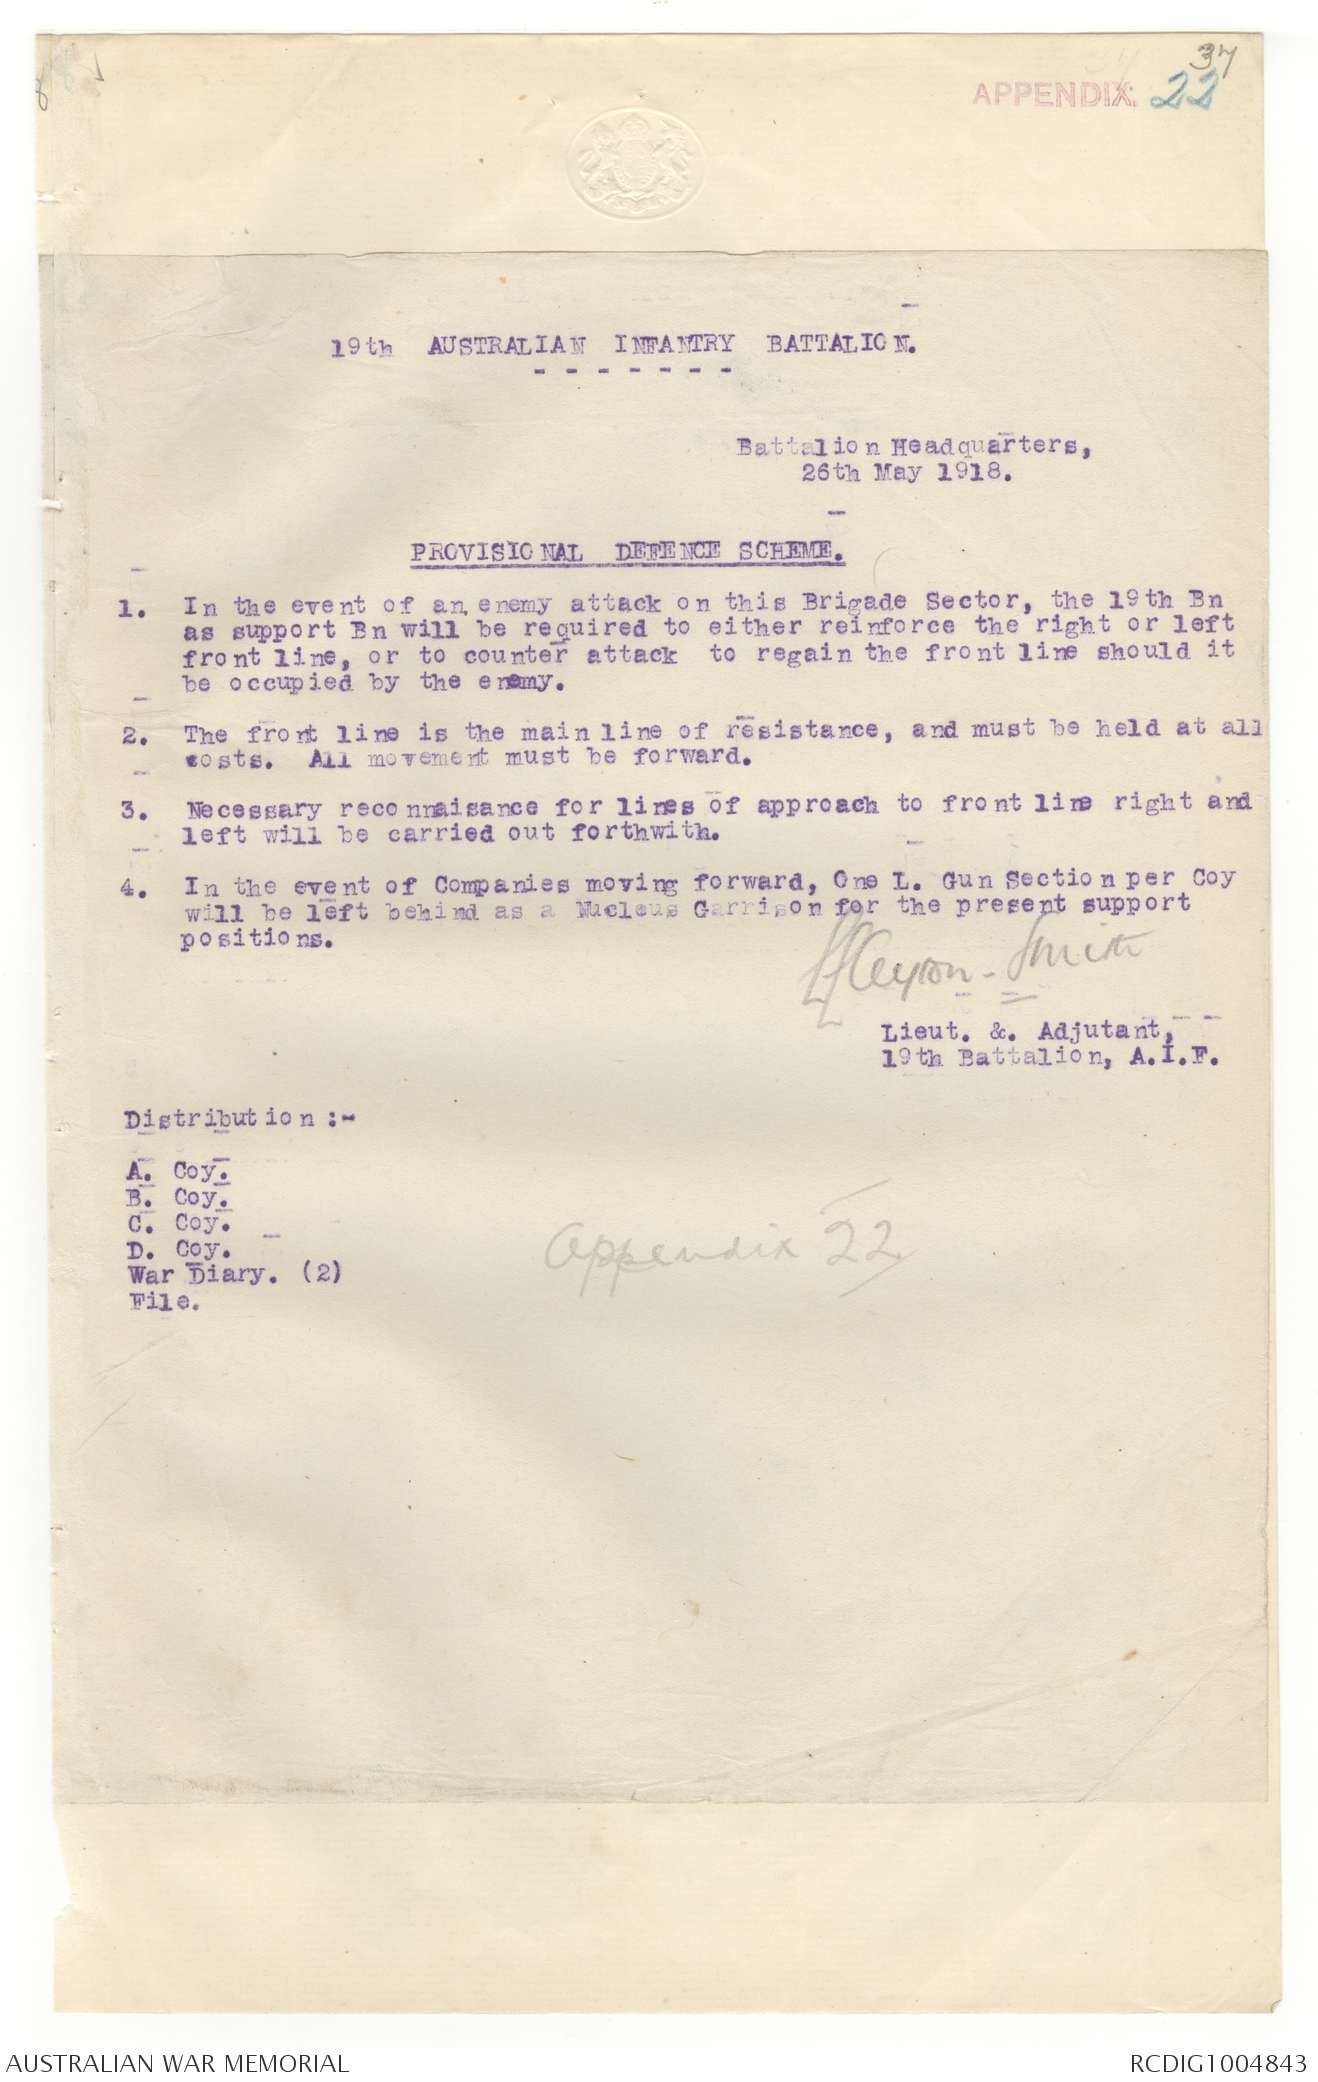 37
APPENDIX. 22
19th AUSTRALIAN INFANTRY BATTALION.
- - - - - - -
Battalion Headquarters,
26th May 1918.
PROVISIONAL DEFENCE SCHEME.
1. In the event of an enemy attack on this Brigade Sector, the 19th Bn
as support Bn will be required to either reinforce the right or left
front line, or to counter attack to regain the front line should it
be occupied by the enemy.
2. The front line is the main line of resistance, and must be held at all
costs. All movement must be forward.
3. Necessary reconnaisance for lines of approach to front line right and
left will be carried out forthwith.
4. In the event of Companies moving forward, One L. Gun Section per Coy
will be left behind as a Nucleus Garrison for the present support
positions.
Heyson-Smith
Lieut. &. Adjutant,
19th Battalion, A.I.F.
Distribution :-
A. Coy.
B. Coy.
C. Coy.
D. Coy.
War Diary. (2)
File.
Appendix 22
AUSTRALIAN WAR MEMORIAL
RCDIG1004843